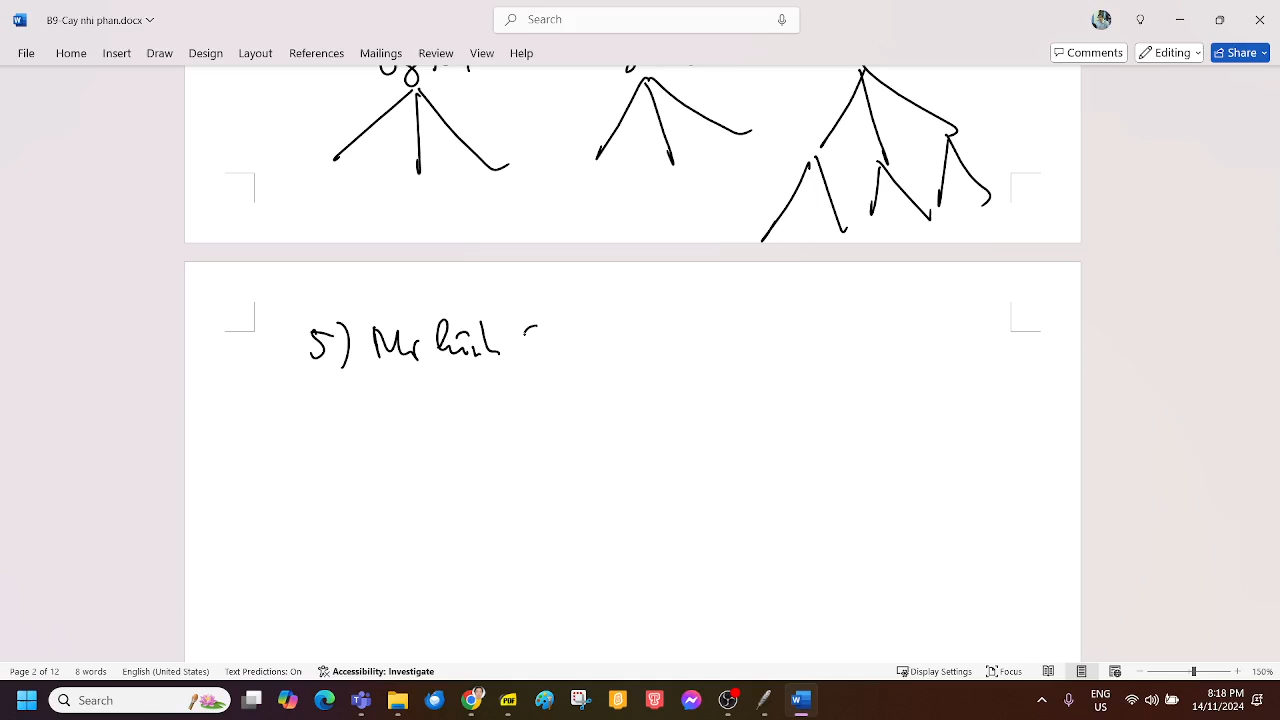 B9-Cay nhi phan.docx
Search
File Home Insert Draw Design Layout References Mailings Review View Help
Comments Editing Share
5)
Page 2 of 12 8 words English (United States) Text Predictions: On Accessibility: Investigate Display Settings Focus 150%
Search
PDF
ENG
US
8:18 PM
14/11/2024